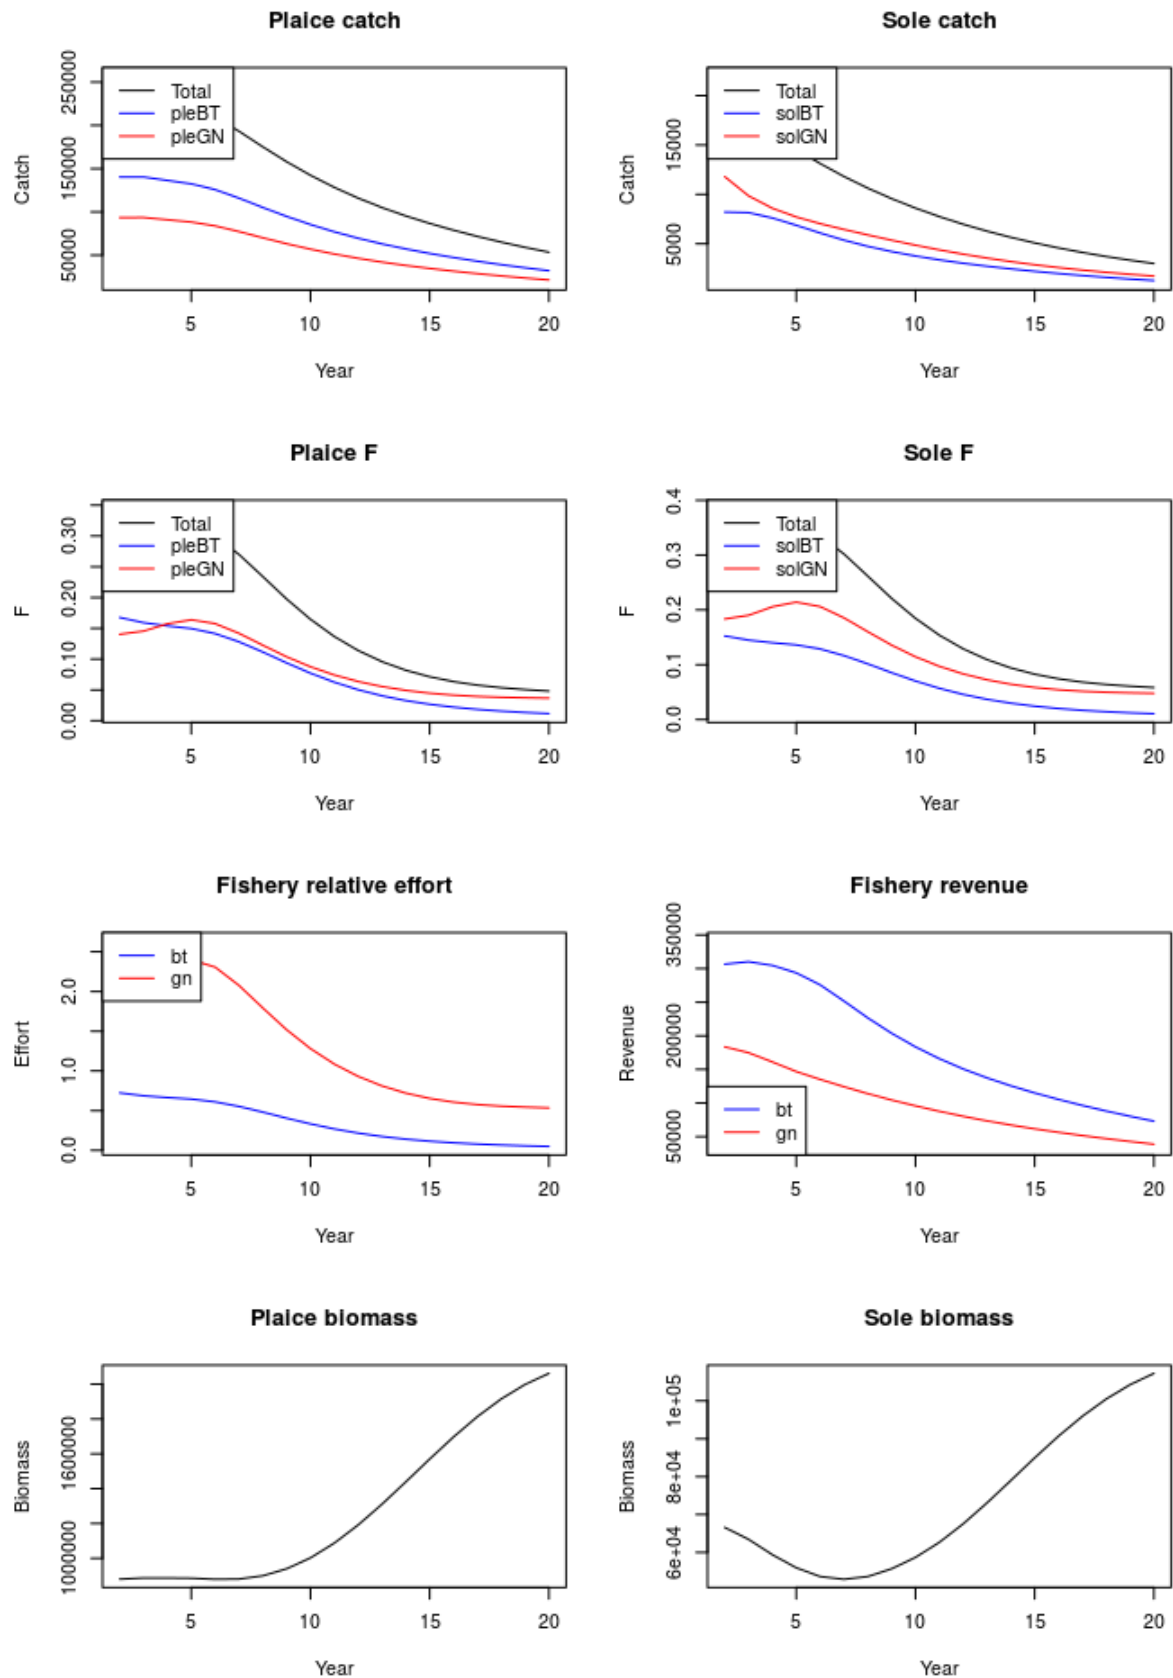 Plaice catch
Total
pleBT
pleGN
Catch
50000 150000 250000
5 10 15 20
Year
Sole catch
Total
solBT
solGN
Catch
5000 15000
5 10 15 20
Year
Plaice F
Total
pleBT
pleGN
F
0.00 0.10 0.20 0.30
5 10 15 20
Year
Sole F
Total
solBT
solGN
F
0.0 0.1 0.2 0.3 0.4
5 10 15 20
Year
Fishery relative effort
bt
gn
Effort
0.0 1.0 2.0
5 10 15 20
Year
Fishery revenue
bt
gn
Revenue
50000 200000 350000
5 10 15 20
Year
Plaice biomass
Biomass
1000000 1600000
5 10 15 20
Year
Sole biomass
Biomass
6e+04 8e+04 1e+05
5 10 15 20
Year